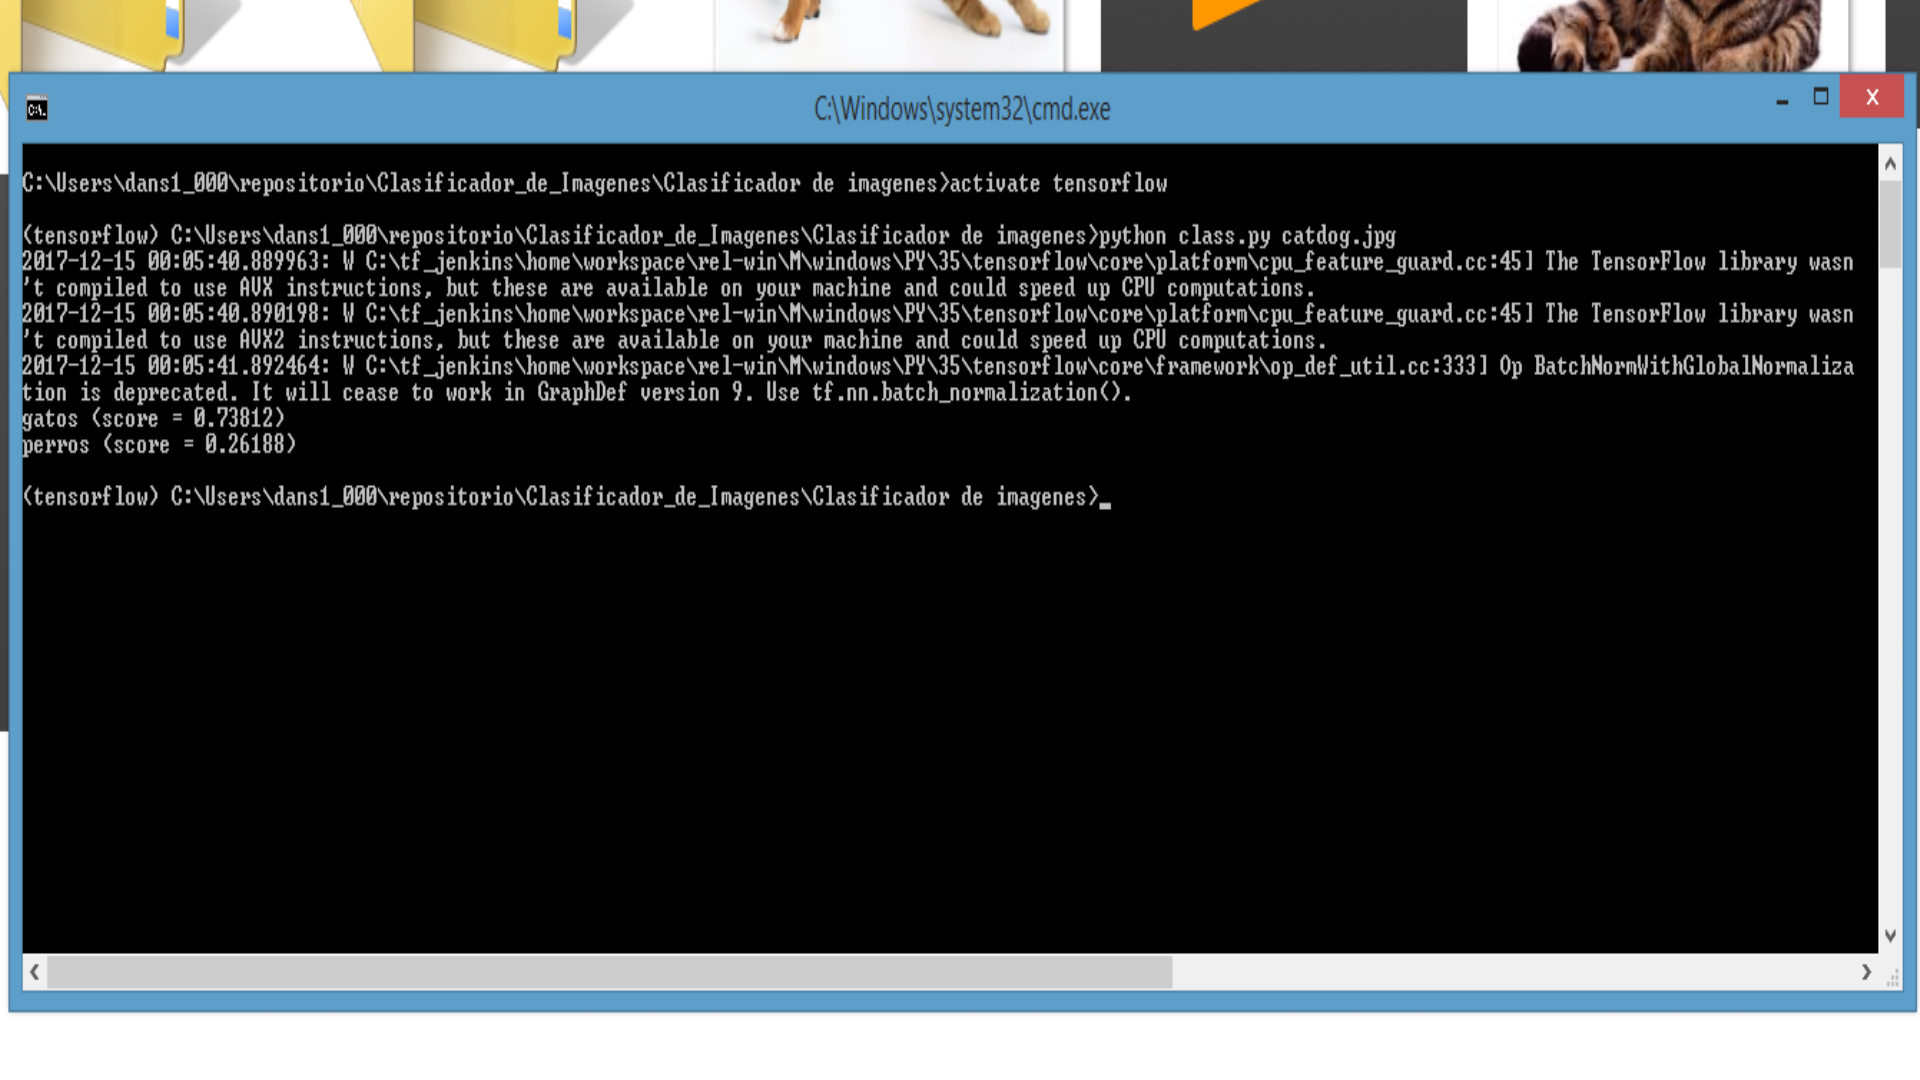 C:\Windows\system32\cmd.exe
C:\Users\dans1_000\repositorio\Clasificador_de_Imagenes\Clasificador de imagenes>activate tensorflow
(tensorflow) C:\Users\dans1_000\repositorio\Clasificador_de_Imagenes\Clasificador de imagenes>python class.py catdog.jpg
2017-12-15 00:05:40.889963: W C:\tf_jenkins\home\workspace\rel-win\M\windows\PY\35\tensorflow\core\platform\cpu_feature_guard.cc:45] The TensorFlow library wasn
't compiled to use AVX instructions, but these are available on your machine and could speed up CPU computations.
2017-12-15 00:05:40.890198: W C:\tf_jenkins\home\workspace\rel-win\M\windows\PY\35\tensorflow\core\platform\cpu_feature_guard.cc:45] The TensorFlow library wasn
't compiled to use AVX2 instructions, but these are available on your machine and could speed up CPU computations.
2017-12-15 00:05:41.892464: W C:\tf_jenkins\home\workspace\rel-win\M\windows\PY\35\tensorflow\core\framework\op_def_util.cc:333] Op BatchNormWithGlobalNormaliza
tion is deprecated. It will cease to work in GraphDef version 9. Use tf.nn.batch_normalization().
gatos (score = 0.73812)
perros (score = 0.26188)
(tensorflow) C:\Users\dans1_000\repositorio\Clasificador_de_Imagenes\Clasificador de imagenes>_